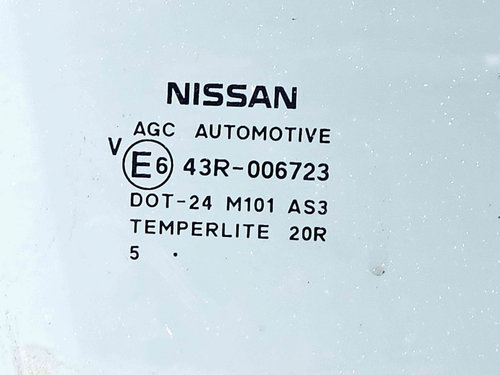 NISSAN
AGC AUTOMOTIVE
V
E6 43R-006723
DOT-24 M101 AS3
TEMPERLITE 20R
5 .